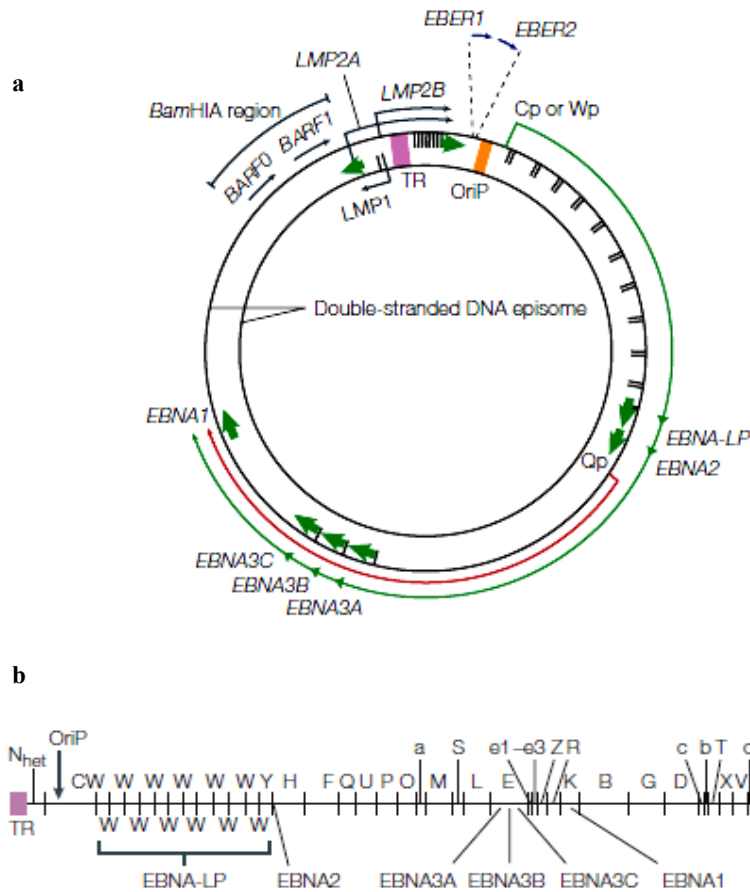 a
EBER1
EBER2
LMP2A
LMP2B
BamHIA region
Cp or Wp
BARF1
BARF0
TR
OriP
LMP1
Double-stranded DNA episome
EBNA1
EBNA-LP
Qp
EBNA2
EBNA3C
EBNA3B
EBNA3A
b
OriP
a S e1–e3 Z R c b T d
Nhet
C W W W W W W W Y H F Q U P O M L E K B G D X V
TR
W W W W W W
EBNA-LP EBNA2 EBNA3A EBNA3B EBNA3C EBNA1